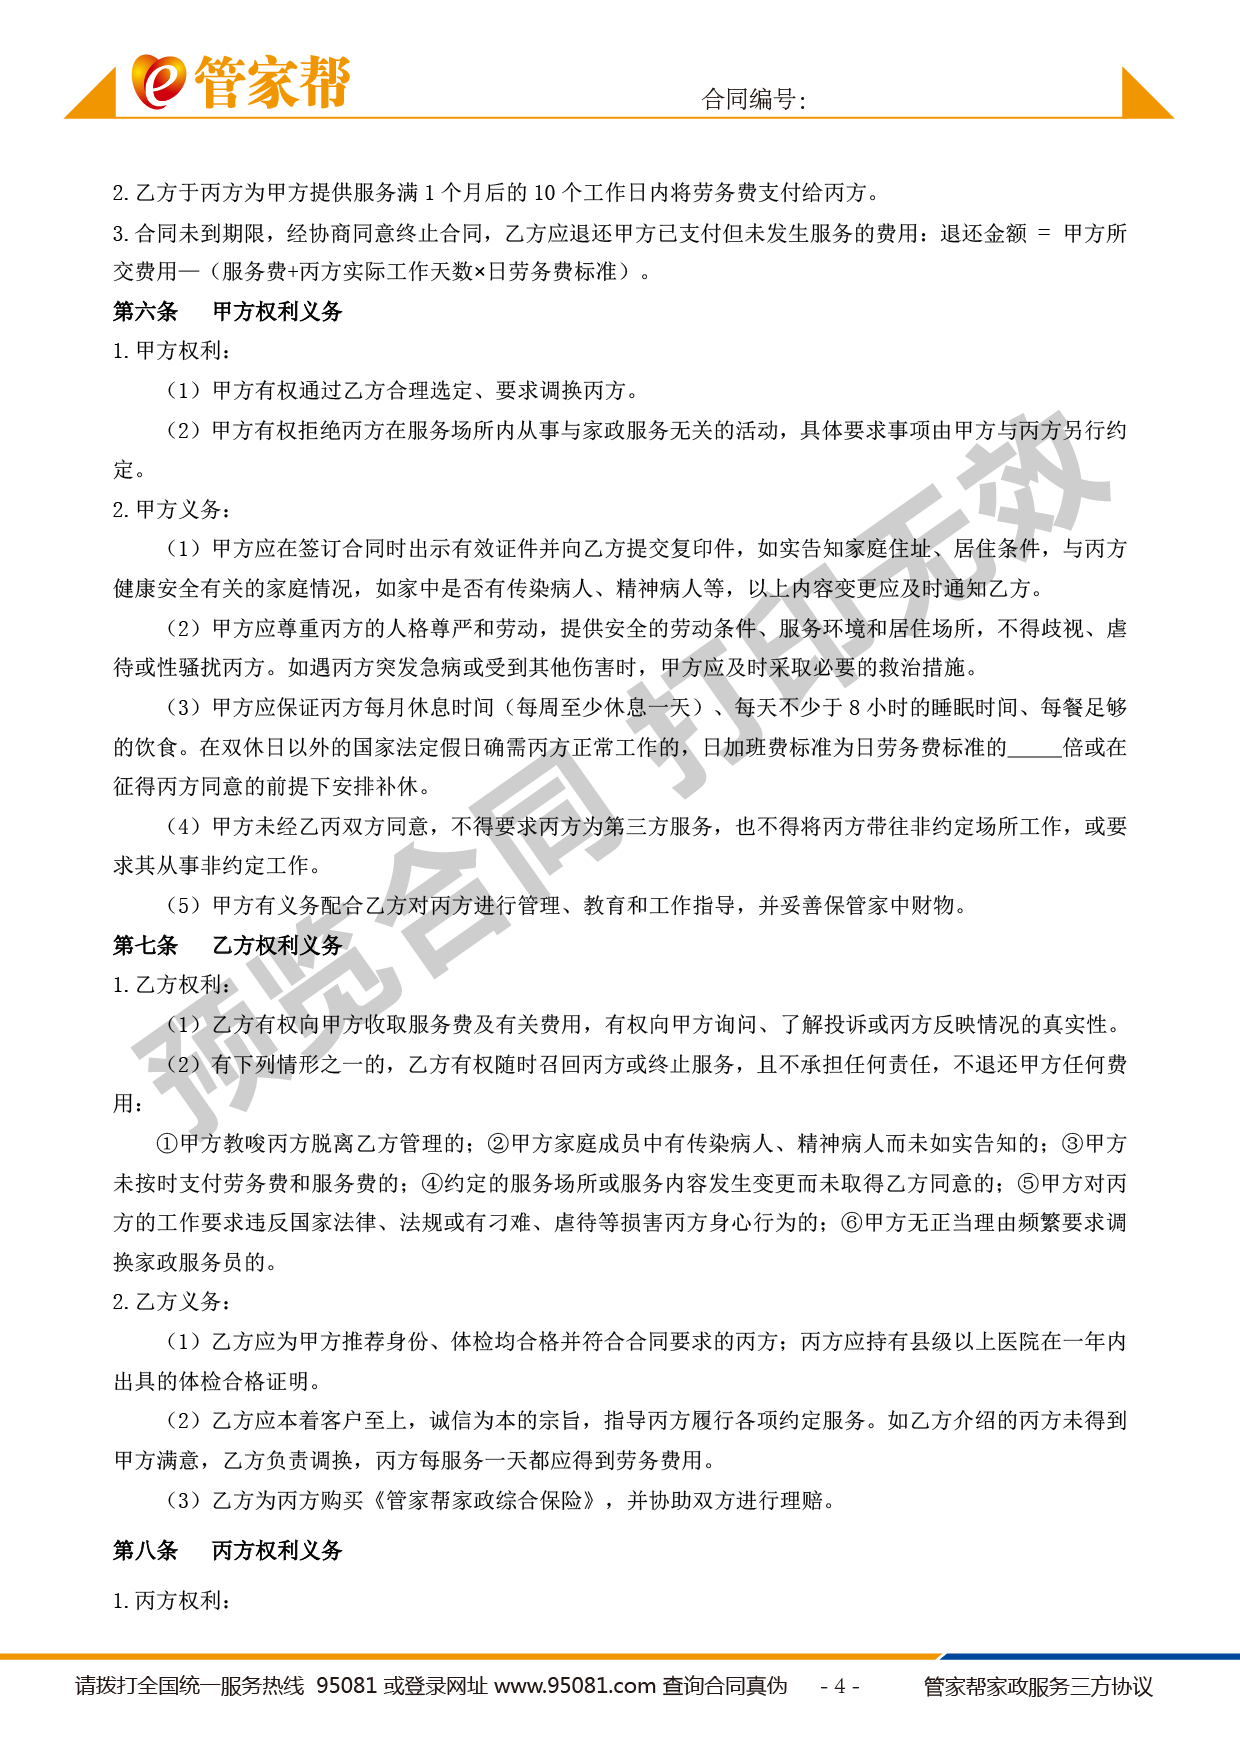 e管家帮
合同编号：
2.乙方于丙方为甲方提供服务满 1 个月后的 10 个工作日内将劳务费支付给丙方。
3.合同未到期限，经协商同意终止合同，乙方应退还甲方已支付但未发生服务的费用：退还金额 = 甲方所
交费用—（服务费+丙方实际工作天数×日劳务费标准）。
第六条 甲方权利义务
1.甲方权利：
（1）甲方有权通过乙方合理选定、要求调换丙方。
（2）甲方有权拒绝丙方在服务场所内从事与家政服务无关的活动，具体要求事项由甲方与丙方另行约
定。
2.甲方义务：
（1）甲方应在签订合同时出示有效证件并向乙方提交复印件，如实告知家庭住址、居住条件，与丙方
健康安全有关的家庭情况，如家中是否有传染病人、精神病人等，以上内容变更应及时通知乙方。
（2）甲方应尊重丙方的人格尊严和劳动，提供安全的劳动条件、服务环境和居住场所，不得歧视、虐
待或性骚扰丙方。如遇丙方突发急病或受到其他伤害时，甲方应及时采取必要的救治措施。
（3）甲方应保证丙方每月休息时间（每周至少休息一天）、每天不少于 8 小时的睡眠时间、每餐足够
的饮食。在双休日以外的国家法定假日确需丙方正常工作的，日加班费标准为日劳务费标准的_____倍或在
征得丙方同意的前提下安排补休。
（4）甲方未经乙丙双方同意，不得要求丙方为第三方服务，也不得将丙方带往非约定场所工作，或要
求其从事非约定工作。
（5）甲方有义务配合乙方对丙方进行管理、教育和工作指导，并妥善保管家中财物。
第七条 乙方权利义务
1.乙方权利：
（1）乙方有权向甲方收取服务费及有关费用，有权向甲方询问、了解投诉或丙方反映情况的真实性。
（2）有下列情形之一的，乙方有权随时召回丙方或终止服务，且不承担任何责任，不退还甲方任何费
用：
①甲方教唆丙方脱离乙方管理的；②甲方家庭成员中有传染病人、精神病人而未如实告知的；③甲方
未按时支付劳务费和服务费的；④约定的服务场所或服务内容发生变更而未取得乙方同意的；⑤甲方对丙
方的工作要求违反国家法律、法规或有刁难、虐待等损害丙方身心行为的；⑥甲方无正当理由频繁要求调
换家政服务员的。
2.乙方义务：
（1）乙方应为甲方推荐身份、体检均合格并符合合同要求的丙方；丙方应持有县级以上医院在一年内
出具的体检合格证明。
（2）乙方应本着客户至上，诚信为本的宗旨，指导丙方履行各项约定服务。如乙方介绍的丙方未得到
甲方满意，乙方负责调换，丙方每服务一天都应得到劳务费用。
（3）乙方为丙方购买《管家帮家政综合保险》，并协助双方进行理赔。
第八条 丙方权利义务
1.丙方权利：
预览合同 打印无效
请拨打全国统一服务热线 95081 或登录网址 www.95081.com 查询合同真伪 - 4 - 管家帮家政服务三方协议